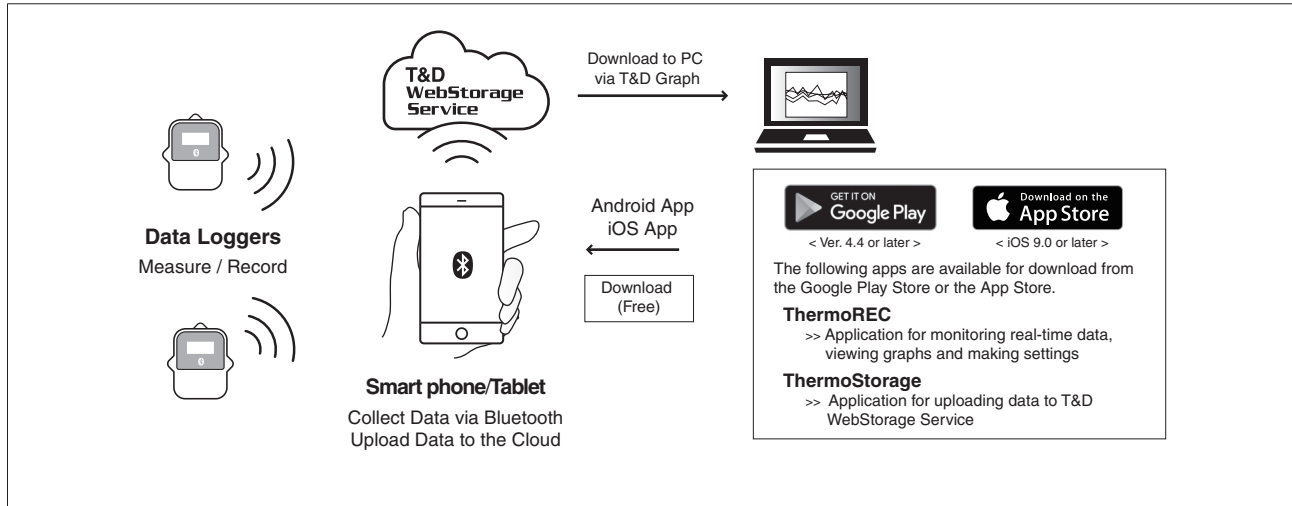 T&D
WebStorage
Service
Download to PC
via T&D Graph
Data Loggers
Measure / Record
Smart phone/Tablet
Collect Data via Bluetooth
Upload Data to the Cloud
Android App
iOS App
Download
(Free)
GET IT ON
Google Play
< Ver. 4.4 or later >
Download on the
App Store
< iOS 9.0 or later >
The following apps are available for download from
the Google Play Store or the App Store.
ThermoREC
>> Application for monitoring real-time data,
viewing graphs and making settings
ThermoStorage
>> Application for uploading data to T&D
WebStorage Service